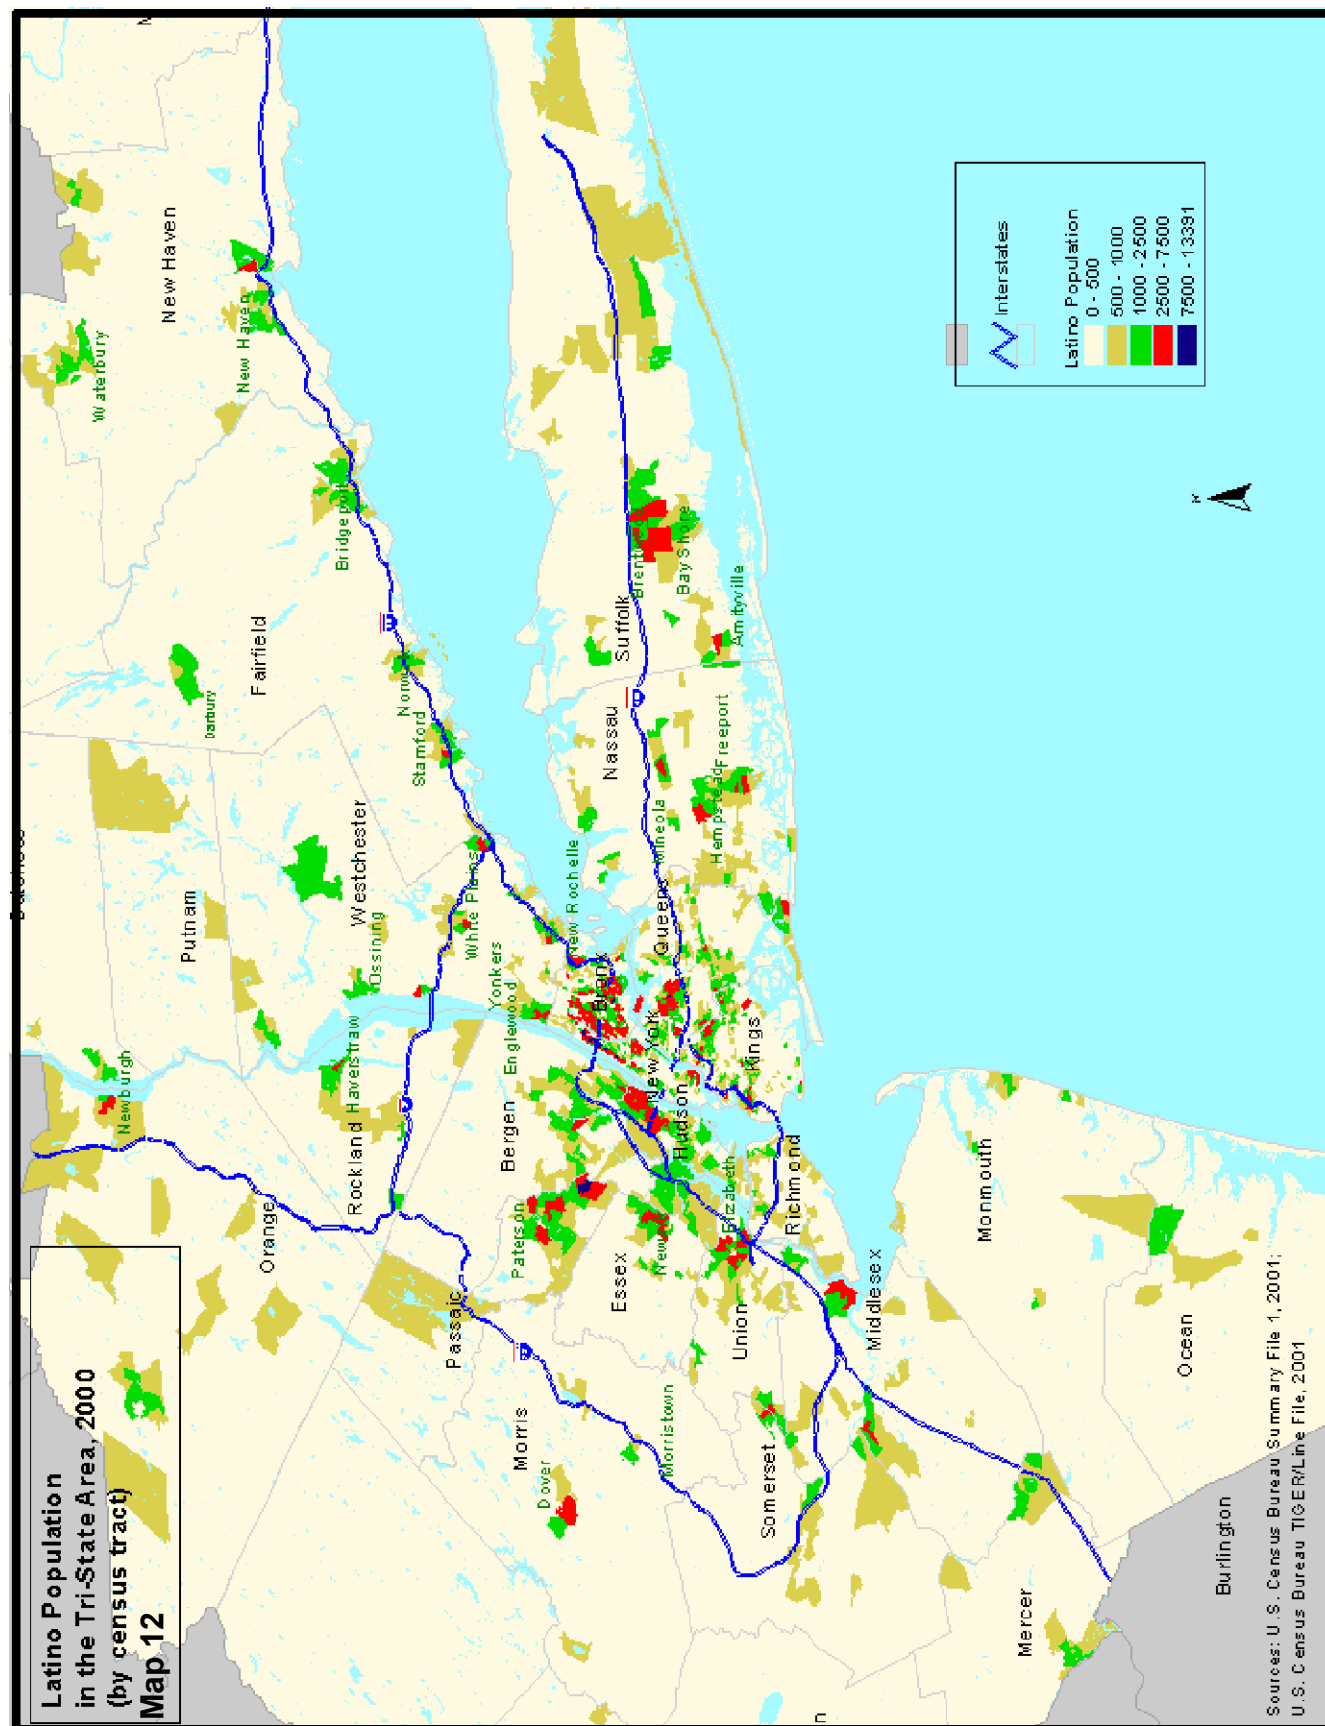 Latino Population
in the Tri-State Area, 2000
(by census tract)
Map 12
New Haven
Waterbury
New Haven
Bridgeport
Fairfield
Danbury
Norwalk
Stamford
Putnam
Westchester
Ossining
White Plains
New Rochelle
Yonkers
Englewood
Newburgh
Haverstraw
Rockland
Orange
Bergen
Bronx
Queens
New York
Hudson
Kings
Richmond
Elizabeth
Paterson
Essex
Passaic
Union
Middlesex
Monmouth
Ocean
Morris
Dover
Morristown
Somerset
Mercer
Burlington
Suffolk
Nassau
Brentwood
Bay Shore
Amityville
Freeport
Hempstead
Mineola
Interstates
Latino Population
0 - 500
500 - 1000
1000 - 2500
2500 - 7500
7500 - 13391
N
Sources: U.S. Census Bureau Summary File 1, 2001;
U.S. Census Bureau TIGER/Line File, 2001